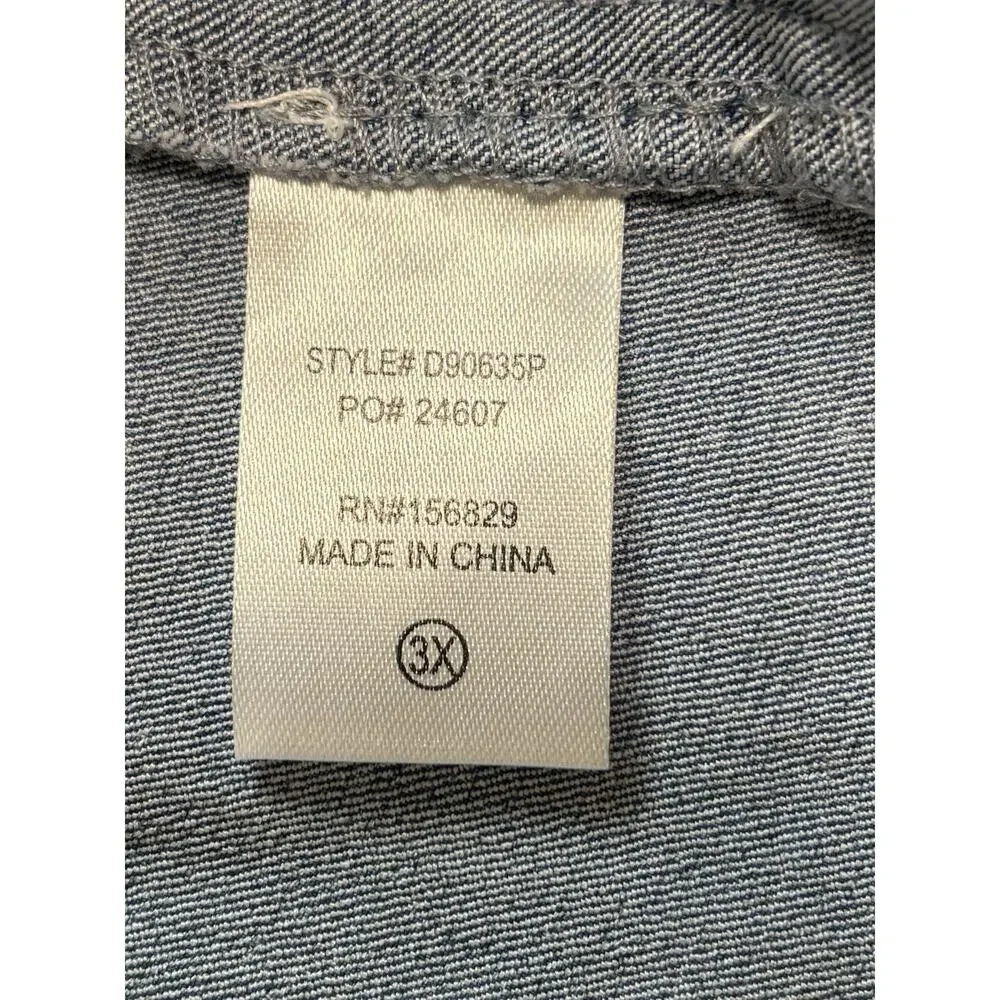 STYLE# D90635P
PO# 24607
RN#156829
MADE IN CHINA
3X